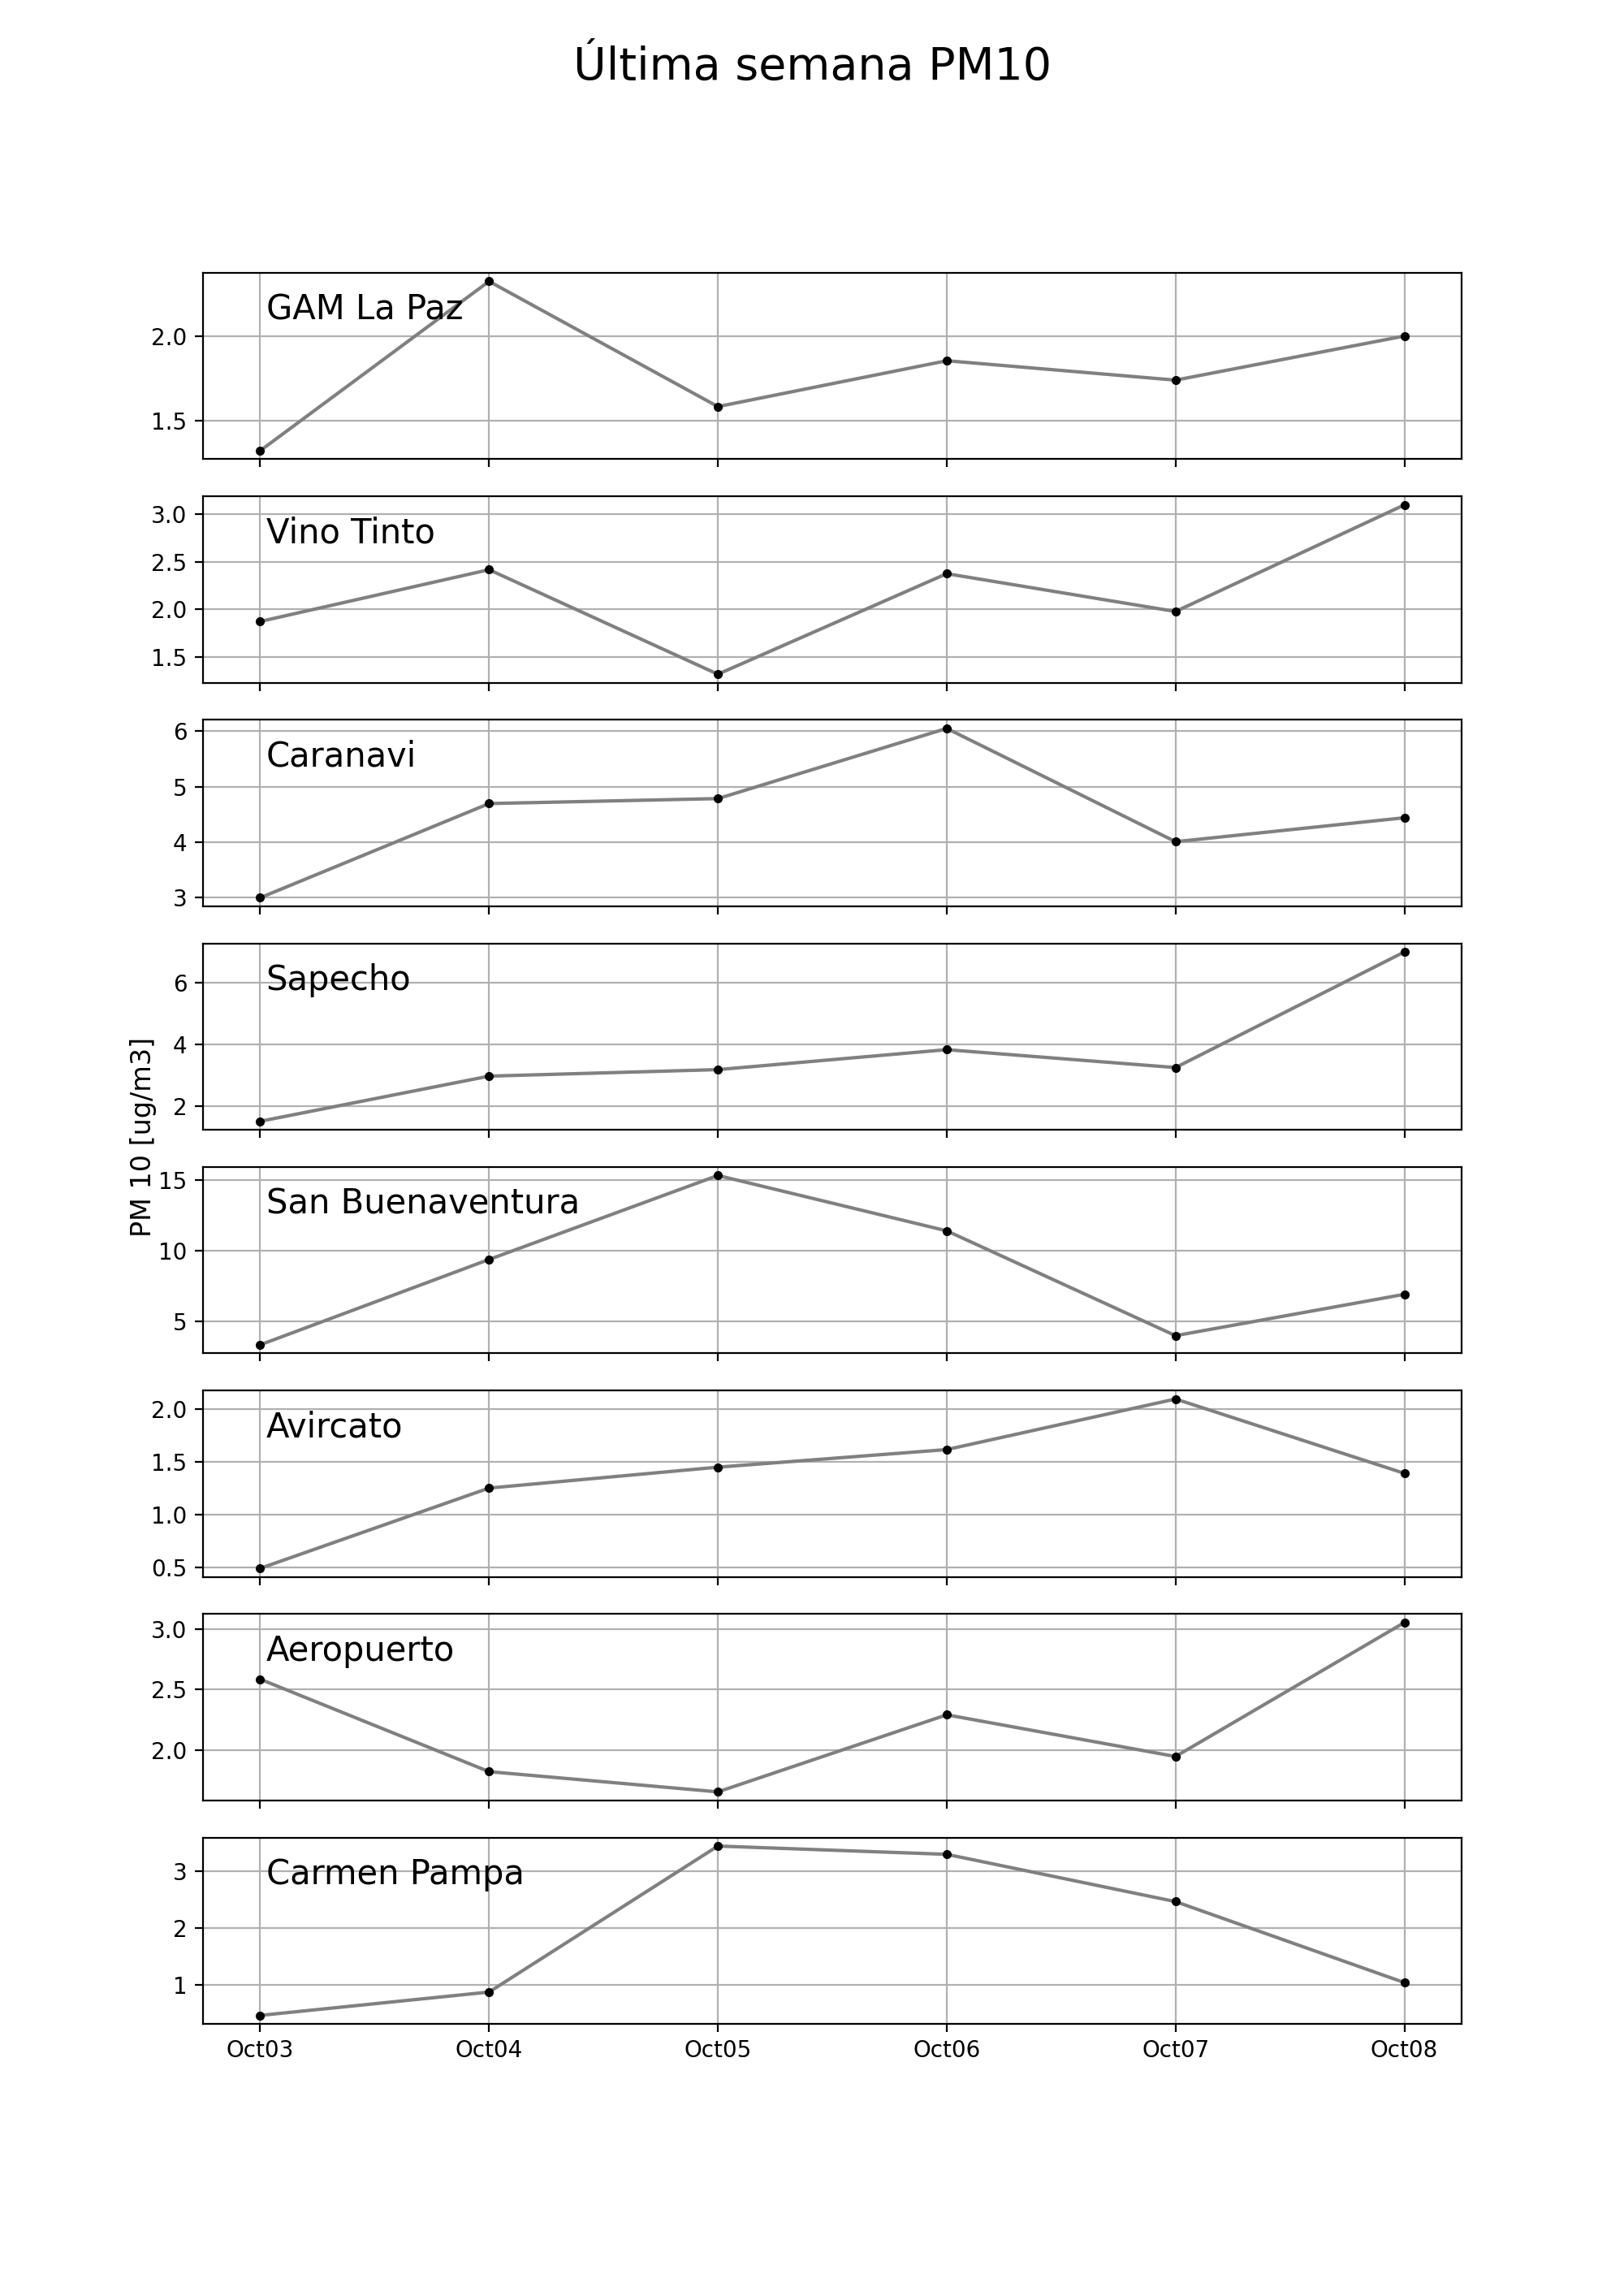 Última semana PM10
GAM La Paz
2.0
1.5
Vino Tinto
3.0
2.5
2.0
1.5
Caranavi
6
5
4
3
Sapecho
6
4
2
PM 10 [ug/m3]
San Buenaventura
15
10
5
Avircato
2.0
1.5
1.0
0.5
Aeropuerto
3.0
2.5
2.0
Carmen Pampa
3
2
1
Oct03 Oct04 Oct05 Oct06 Oct07 Oct08